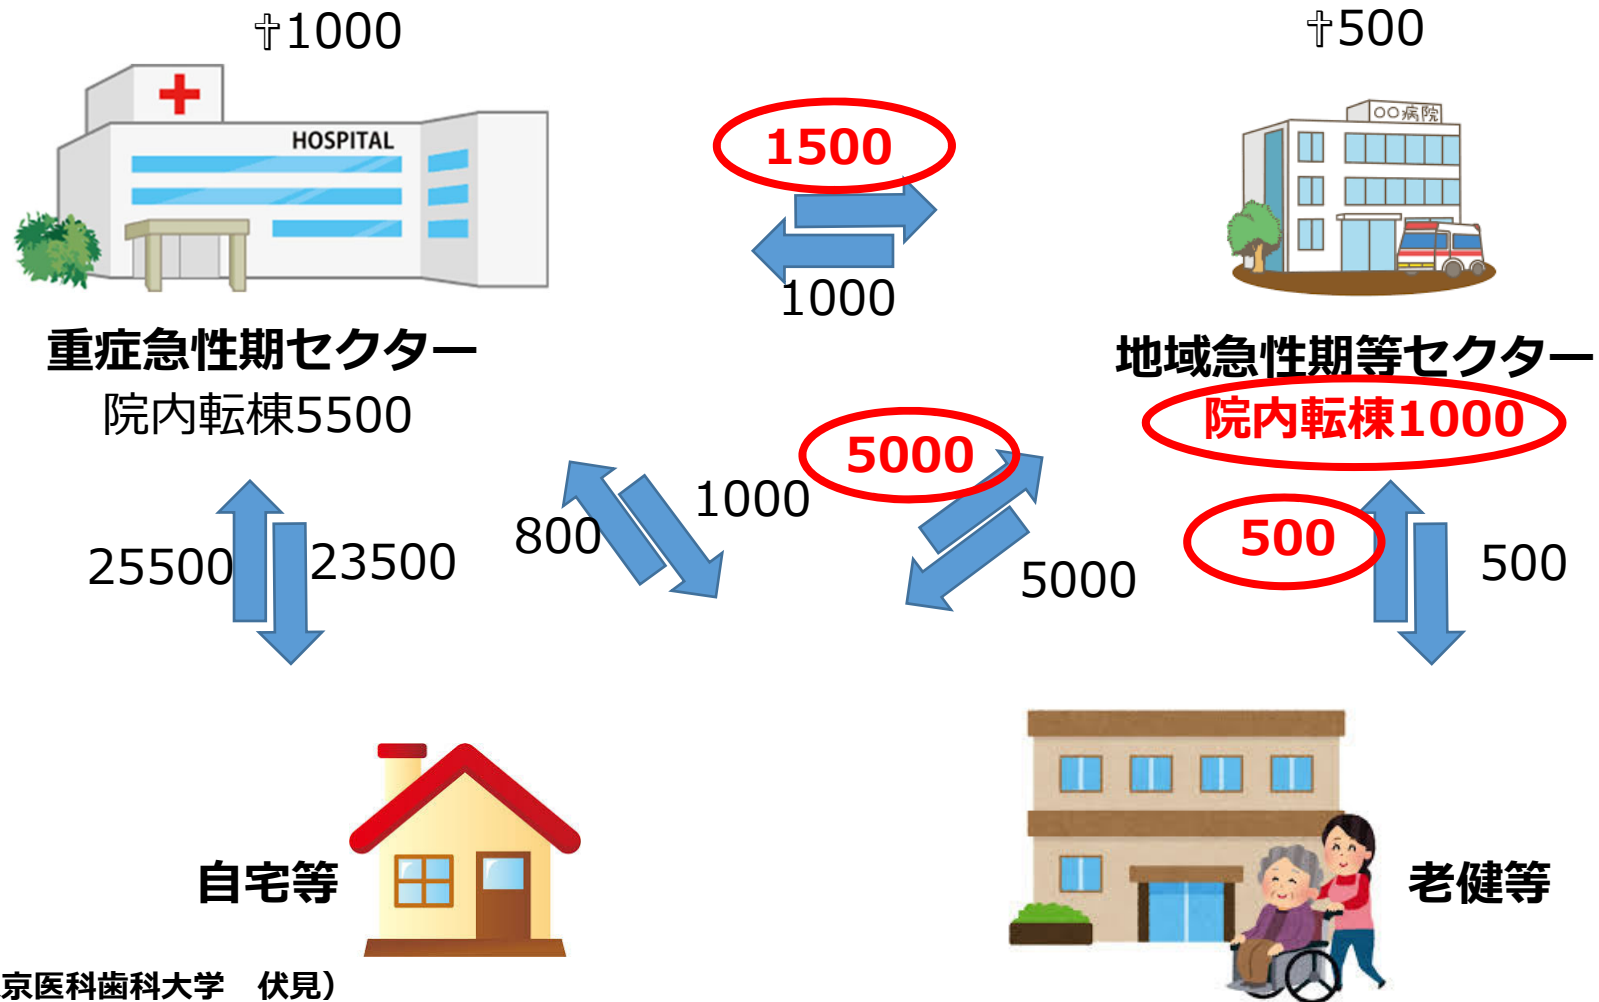 ✝1000
✝500
HOSPITAL
〇〇病院
1500
1000
重症急性期セクター
院内転棟5500
地域急性期等セクター
院内転棟1000
5000
1000
800
5000
25500
23500
500
500
自宅等
老健等
京医科歯科大学　伏見）